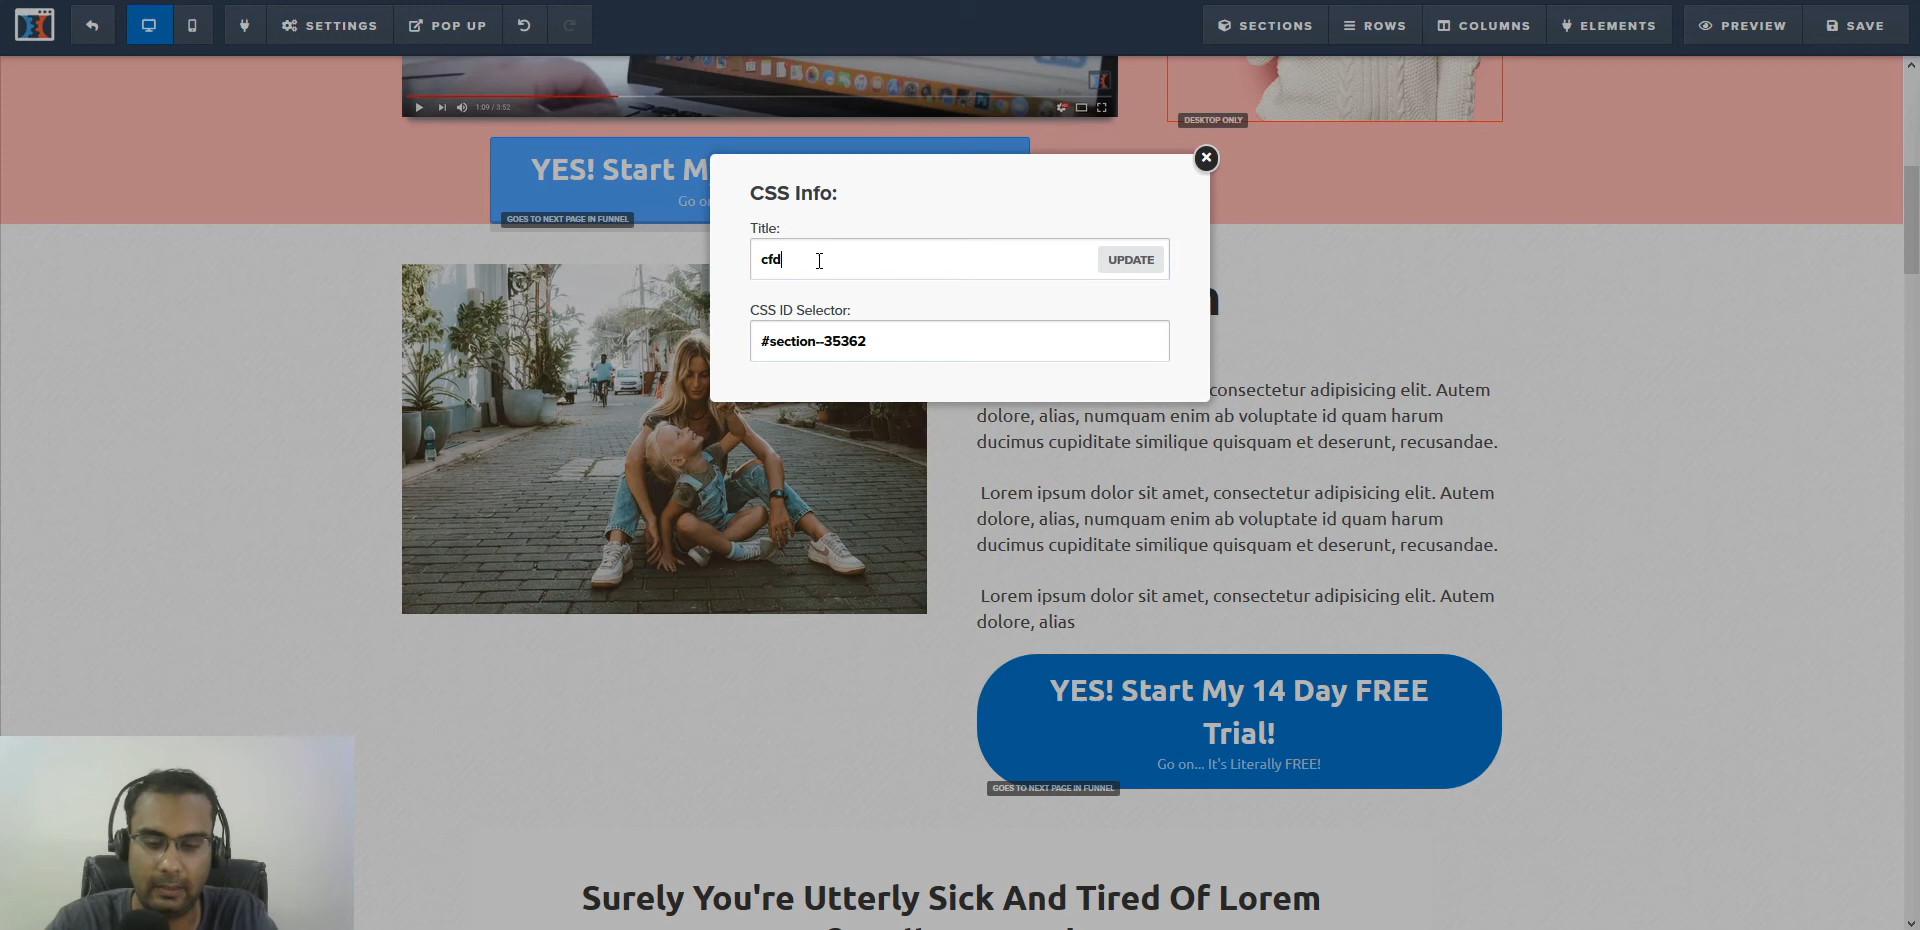 SETTINGS
POP UP
SECTIONS
ROWS
COLUMNS
ELEMENTS
PREVIEW
SAVE
1:09 / 3:52
DESKTOP ONLY
YES! Start M
Go o
GOES TO NEXT PAGE IN FUNNEL
CSS Info:
Title:
cfd
UPDATE
CSS ID Selector:
#section--35362
consectetur adipisicing elit. Autem
dolore, alias, numquam enim ab voluptate id quam harum
ducimus cupiditate similique quisquam et deserunt, recusandae.
Lorem ipsum dolor sit amet, consectetur adipisicing elit. Autem
dolore, alias, numquam enim ab voluptate id quam harum
ducimus cupiditate similique quisquam et deserunt, recusandae.
Lorem ipsum dolor sit amet, consectetur adipisicing elit. Autem
dolore, alias
YES! Start My 14 Day FREE
Trial!
Go on... It's Literally FREE!
GOES TO NEXT PAGE IN FUNNEL
Surely You're Utterly Sick And Tired Of Lorem